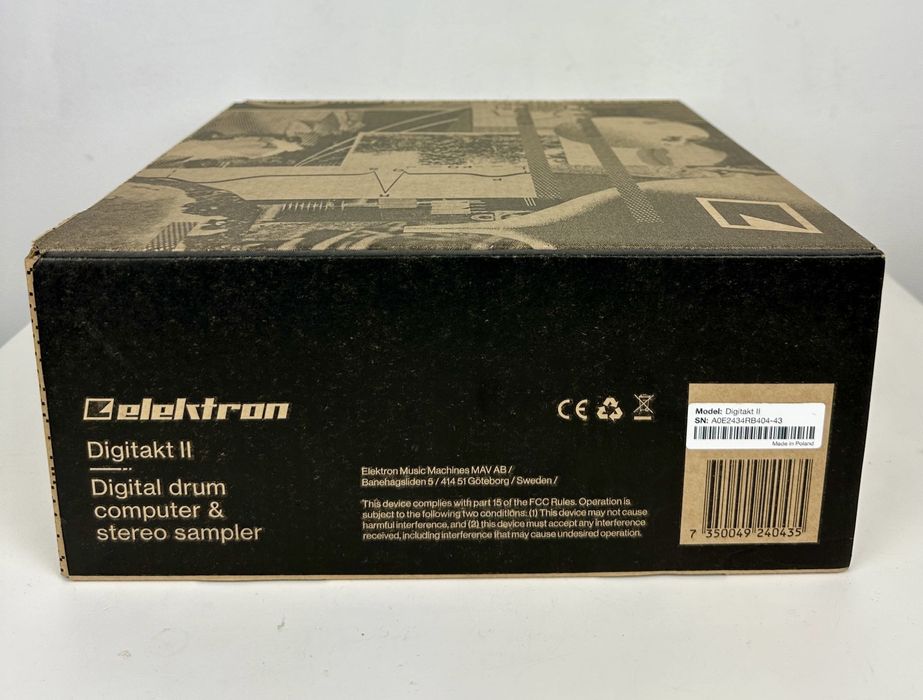 elektron
Digitakt II
Digital drum
computer &
stereo sampler
Elektron Music Machines MAV AB /
Banehagsliden 5 / 414 51 Göteborg / Sweden /
This device complies with part 15 of the FCC Rules. Operation is
subject to the following two conditions: (1) This device may not cause
harmful interference, and (2) this device must accept any interference
received, including interference that may cause undesired operation.
CE
Model: Digitakt II
SN: A0E2434RB404-43
Made in Poland
7 350049 240435